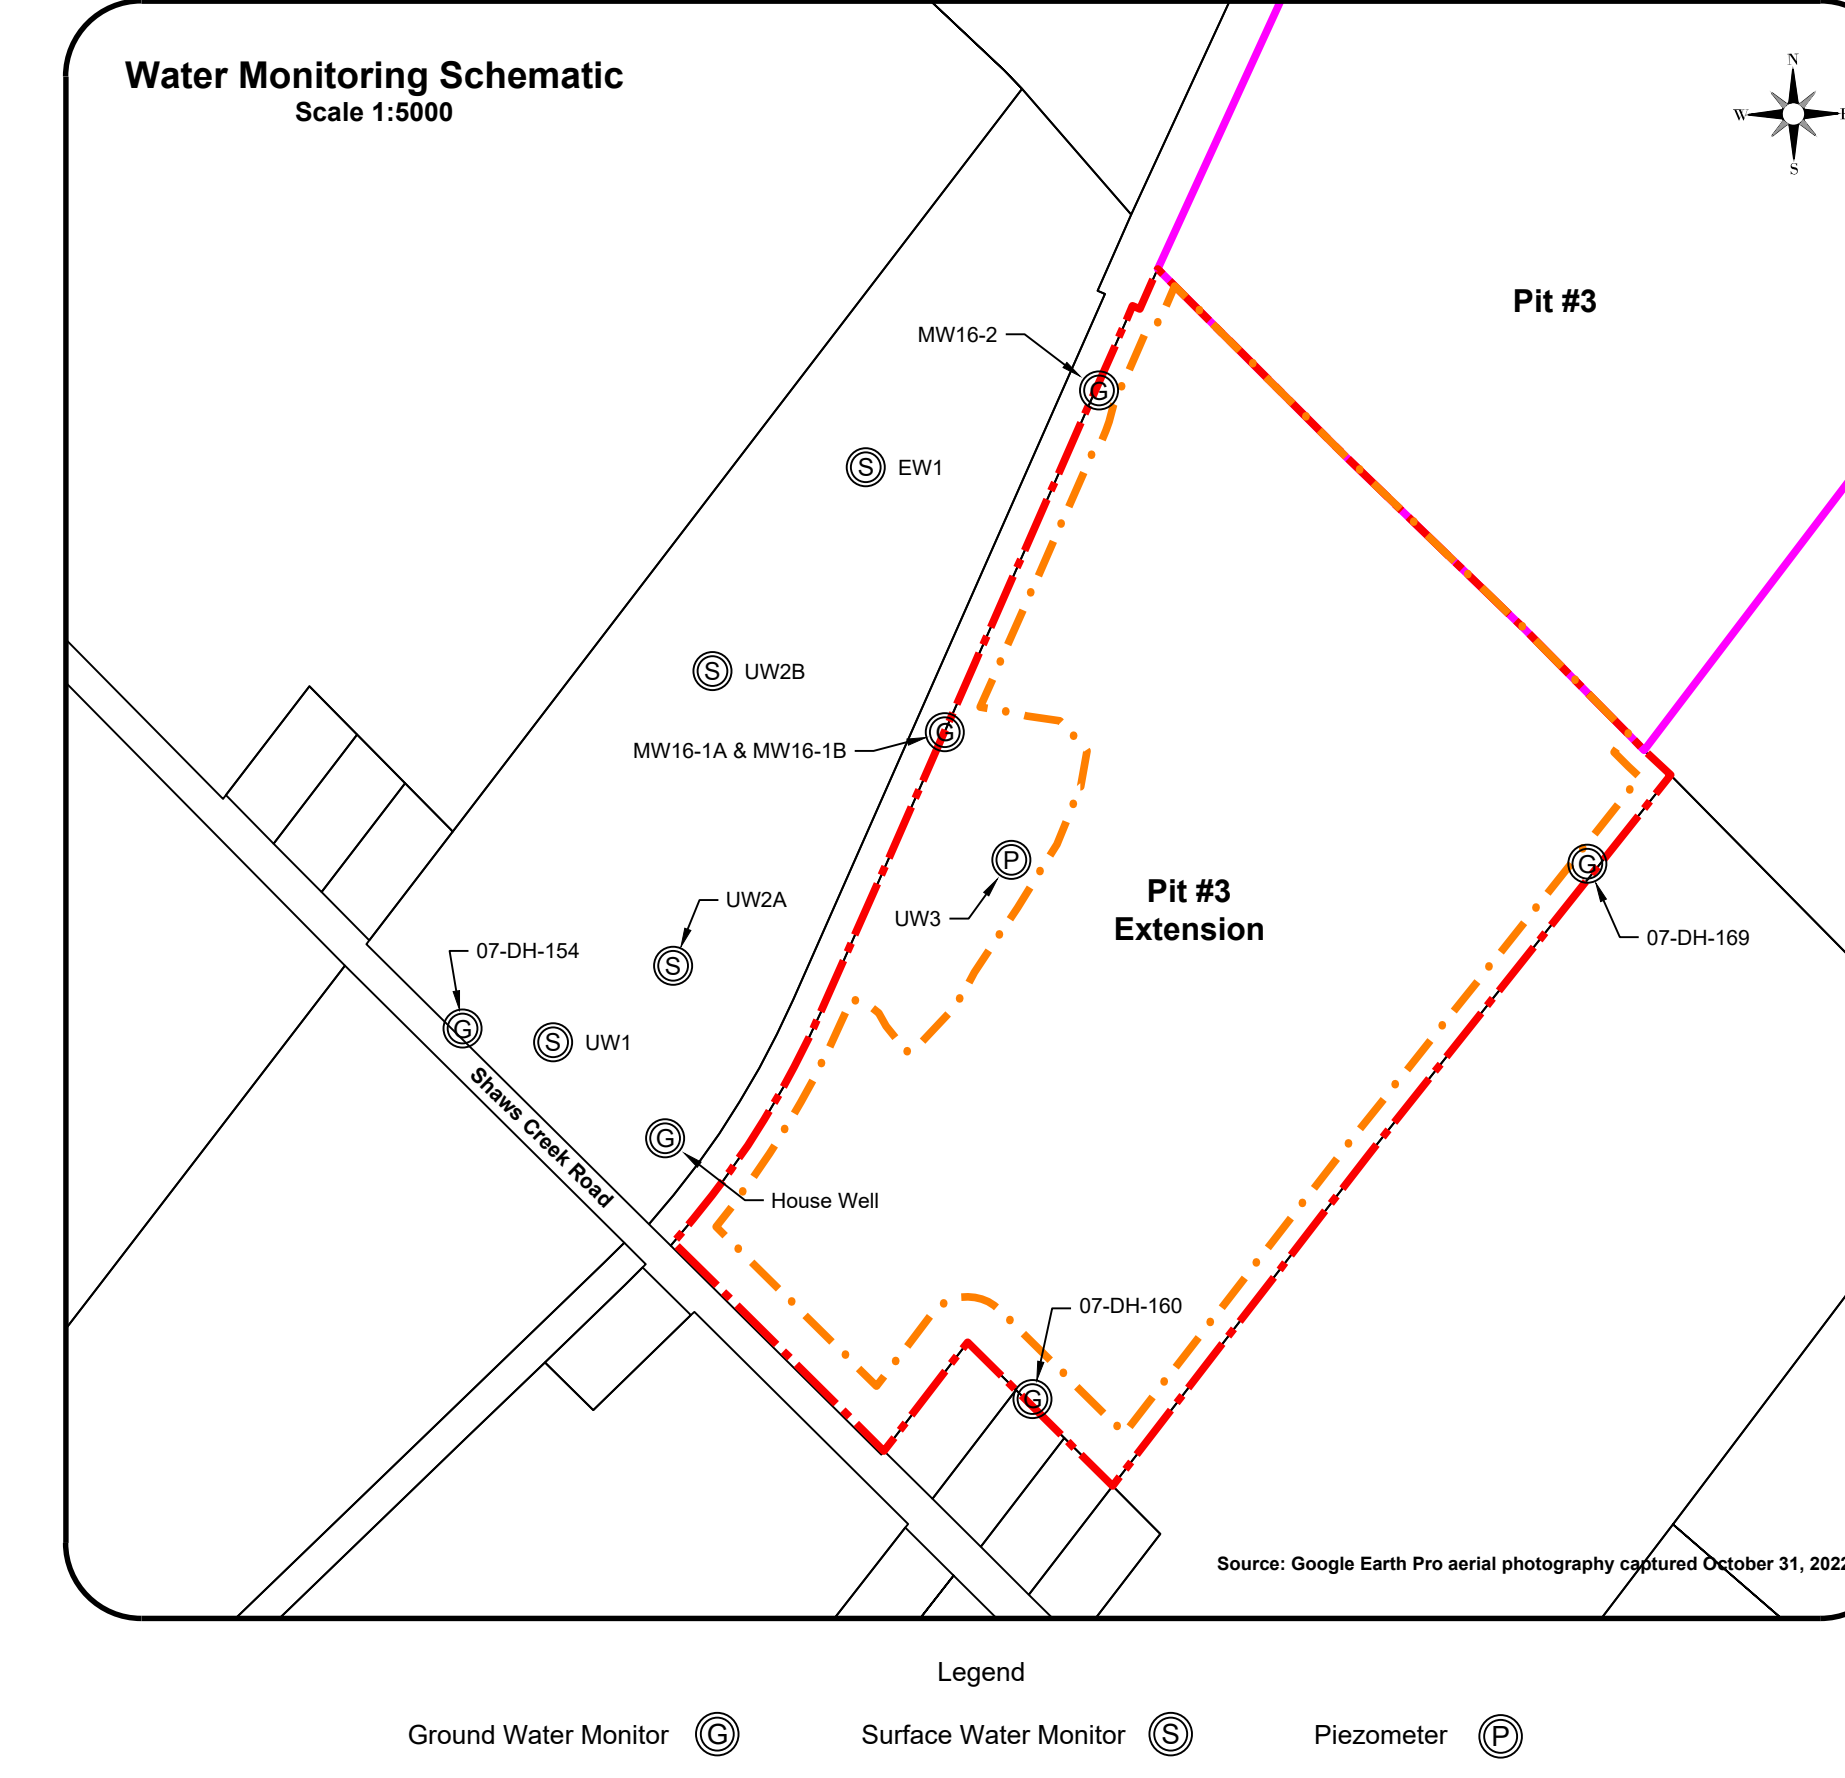 Water Monitoring Schematic
Scale 1:5000
N
W
E
S
Pit #3
MW16-2
G
S EW1
S UW2B
MW16-1A & MW16-1B
G
P
UW3
Pit #3
Extension
G
07-DH-169
UW2A
S
07-DH-154
G
S UW1
Shaws Creek Road
G
House Well
07-DH-160
G
Source: Google Earth Pro aerial photography captured October 31, 2022
Legend
Ground Water Monitor G
Surface Water Monitor S
Piezometer P